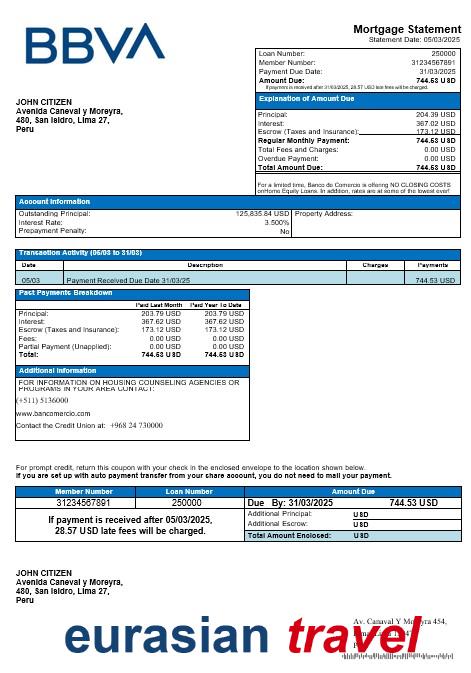 BBVA
Mortgage Statement
Statement Date: 05/03/2025
Loan Number: 250000
Member Number: 31234567891
Payment Due Date: 31/03/2025
Amount Due: 744.53 USD
If payment is received after 31/03/2025, 28.57 USD late fees will be charged.
JOHN CITIZEN
Avenida Caneval y Moreyra,
480, San Isidro, Lima 27,
Peru
Explanation of Amount Due
Principal: 204.39 USD
Interest: 367.02 USD
Escrow (Taxes and Insurance): 173.12 USD
Regular Monthly Payment: 744.53 USD
Total Fees and Charges: 0.00 USD
Overdue Payment: 0.00 USD
Total Amount Due: 744.53 USD
For a limited time, Banco de Comercio is offering NO CLOSING COSTS
on Home Equity Loans. In addition, rates are at some of the lowest ever!
Account Information
Outstanding Principal: 125,835.84 USD Property Address:
Interest Rate: 3.500%
Prepayment Penalty: No
Transaction Activity (05/03 to 31/03)
Date Description Charges Payments
05/03 Payment Received Due Date 31/03/25 744.53 USD
Past Payments Breakdown
Paid Last Month Paid Year To Date
Principal: 203.79 USD 203.79 USD
Interest: 367.62 USD 367.62 USD
Escrow (Taxes and Insurance): 173.12 USD 173.12 USD
Fees: 0.00 USD 0.00 USD
Partial Payment (Unapplied): 0.00 USD 0.00 USD
Total: 744.53 USD 744.53 USD
Additional Information
FOR INFORMATION ON HOUSING COUNSELING AGENCIES OR
PROGRAMS IN YOUR AREA CONTACT:
(+511) 5136000
www.bancomercio.com
Contact the Credit Union at: +968 24 730000
For prompt credit, return this coupon with your check in the enclosed envelope to the location shown below.
If you are set up with auto payment transfer from your share account, you do not need to mail your payment.
Member Number Loan Number Amount Due
31234567891 250000 Due By: 31/03/2025 744.53 USD
If payment is received after 05/03/2025,
28.57 USD late fees will be charged.
Additional Principal: USD
Additional Escrow: USD
Total Amount Enclosed: USD
JOHN CITIZEN
Avenida Caneval y Moreyra,
480, San Isidro, Lima 27,
Peru
Av. Canaval Y Moreyra 454,
eurasian travel